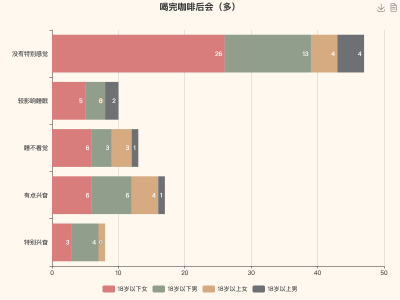 喝完咖啡后会（多）
没有特别感觉 26 13 4 4
较影响睡眠 5 2
睡不着觉 6 3 3 1
有点兴奋 6 6 4 1
特别兴奋 3 4
0 10 20 30 40 50
18岁以下女 18岁以下男 18岁以上女 18岁以上男